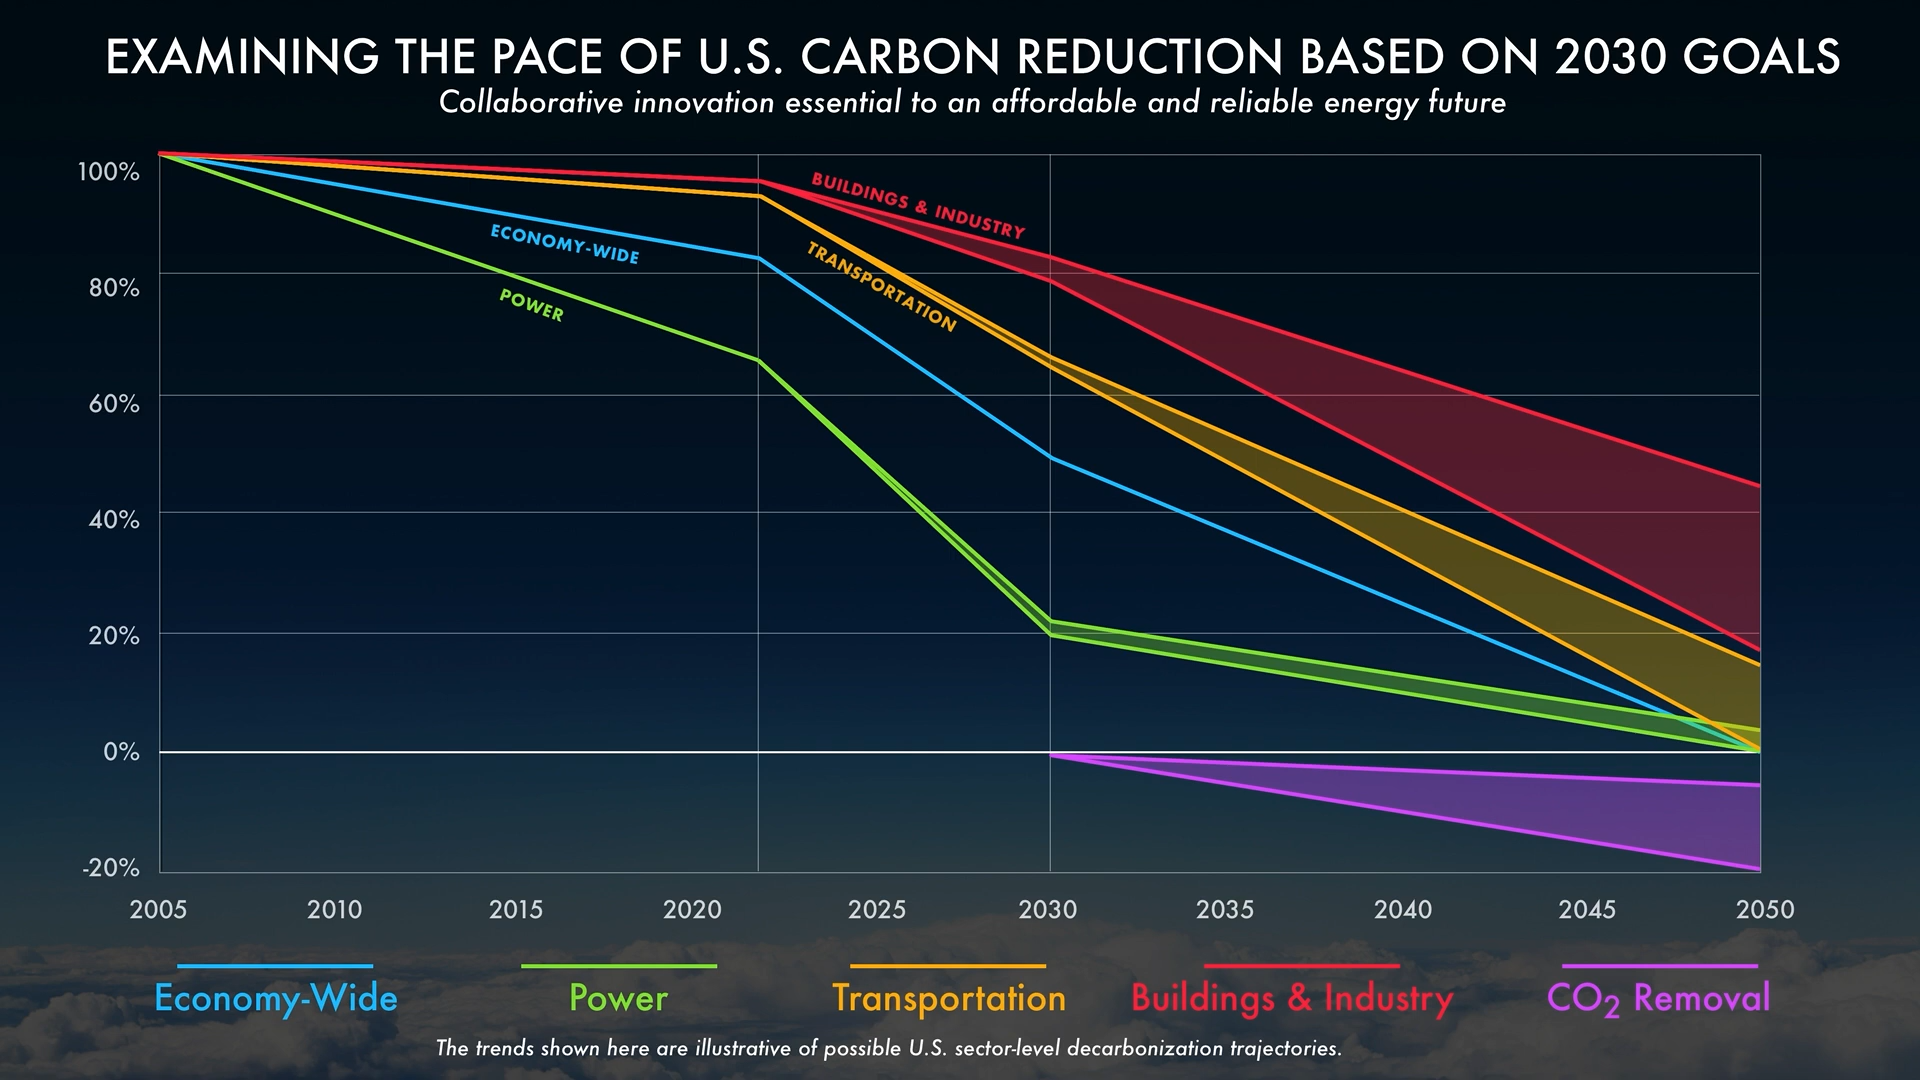 EXAMINING THE PACE OF U.S. CARBON REDUCTION BASED ON 2030 GOALS
Collaborative innovation essential to an affordable and reliable energy future
100%
80%
60%
40%
20%
0%
-20%
BUILDINGS & INDUSTRY
TRANSPORTATION
ECONOMY-WIDE
POWER
2005 2010 2015 2020 2025 2030 2035 2040 2045 2050
Economy-Wide Power Transportation Buildings & Industry CO₂ Removal
The trends shown here are illustrative of possible U.S. sector-level decarbonization trajectories.